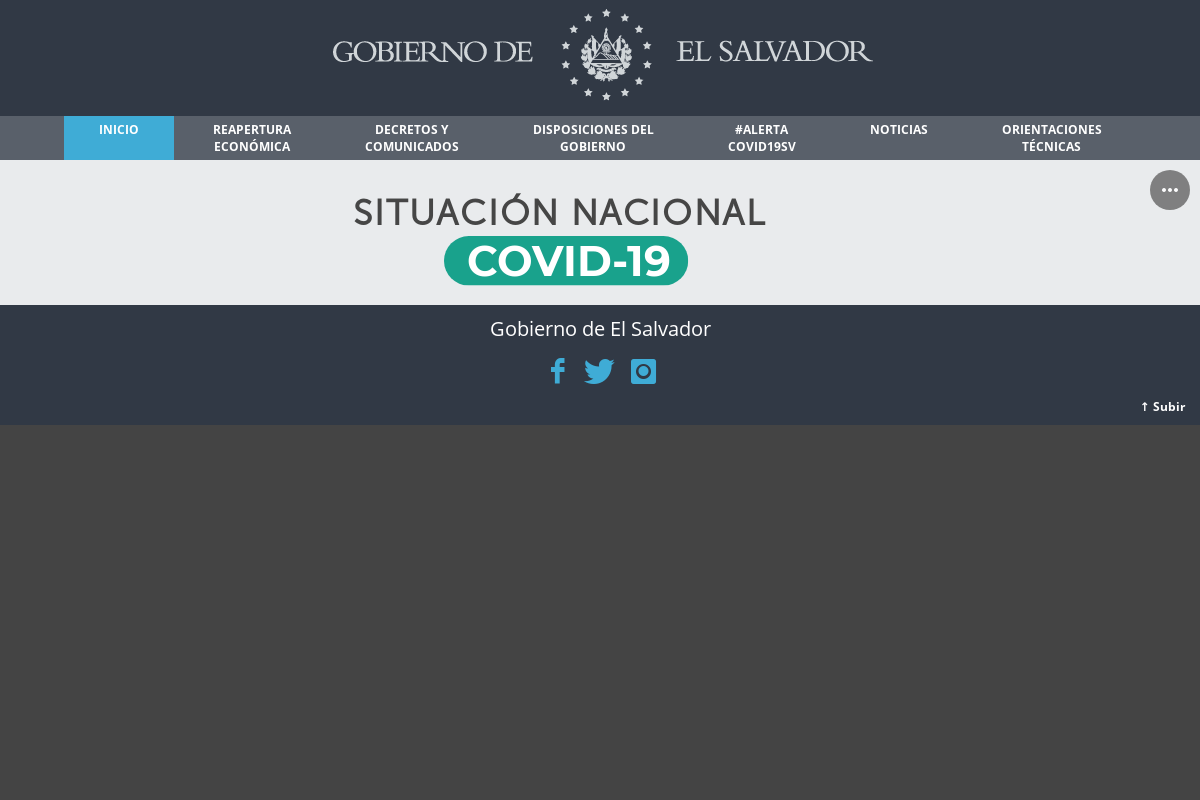 GOBIERNO DE EL SALVADOR
INICIO
REAPERTURA
ECONÓMICA
DECRETOS Y
COMUNICADOS
DISPOSICIONES DEL
GOBIERNO
#ALERTA
COVID19SV
NOTICIAS
ORIENTACIONES
TÉCNICAS
SITUACIÓN NACIONAL
COVID-19
Gobierno de El Salvador
↑ Subir